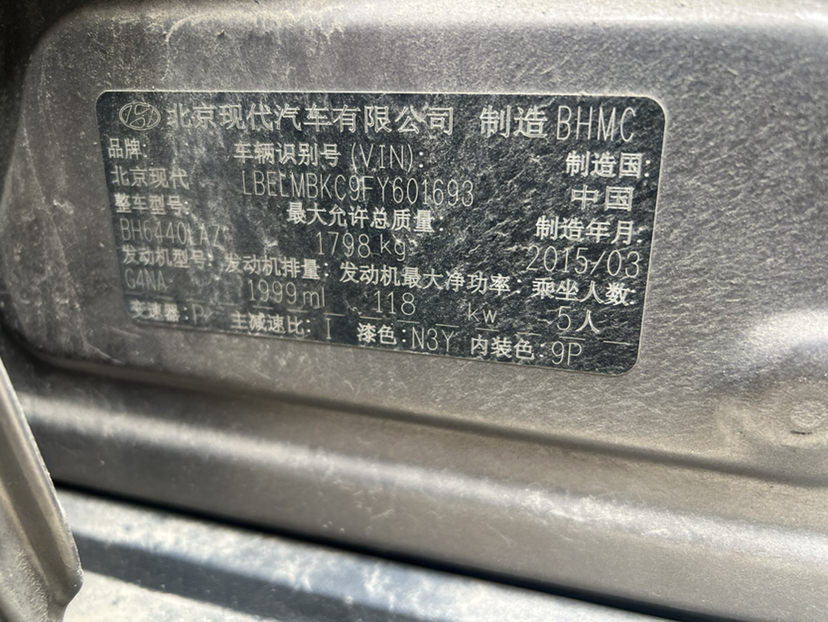 北京现代汽车有限公司 制造 BHMC
品牌: 车辆识别号 (VIN): 制造国:
北京现代 LBELMBKC9FY601693 中国
整车型号: 最大允许总质量: 制造年月:
BH6440LAZ 1798 kg 2015/03
发动机型号: 发动机排量: 发动机最大净功率: 乘坐人数:
G4NA 1999 ml 118 kw 5人
变速器: P 主减速比: I 漆色: N3Y 内装色: 9P